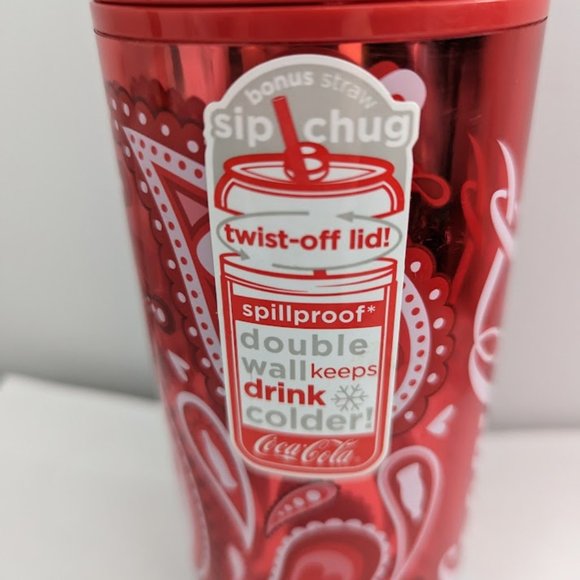 bonus straw
sip chug
twist-off lid!
spillproof*
double
wall keeps
drink
colder!
Coca-Cola